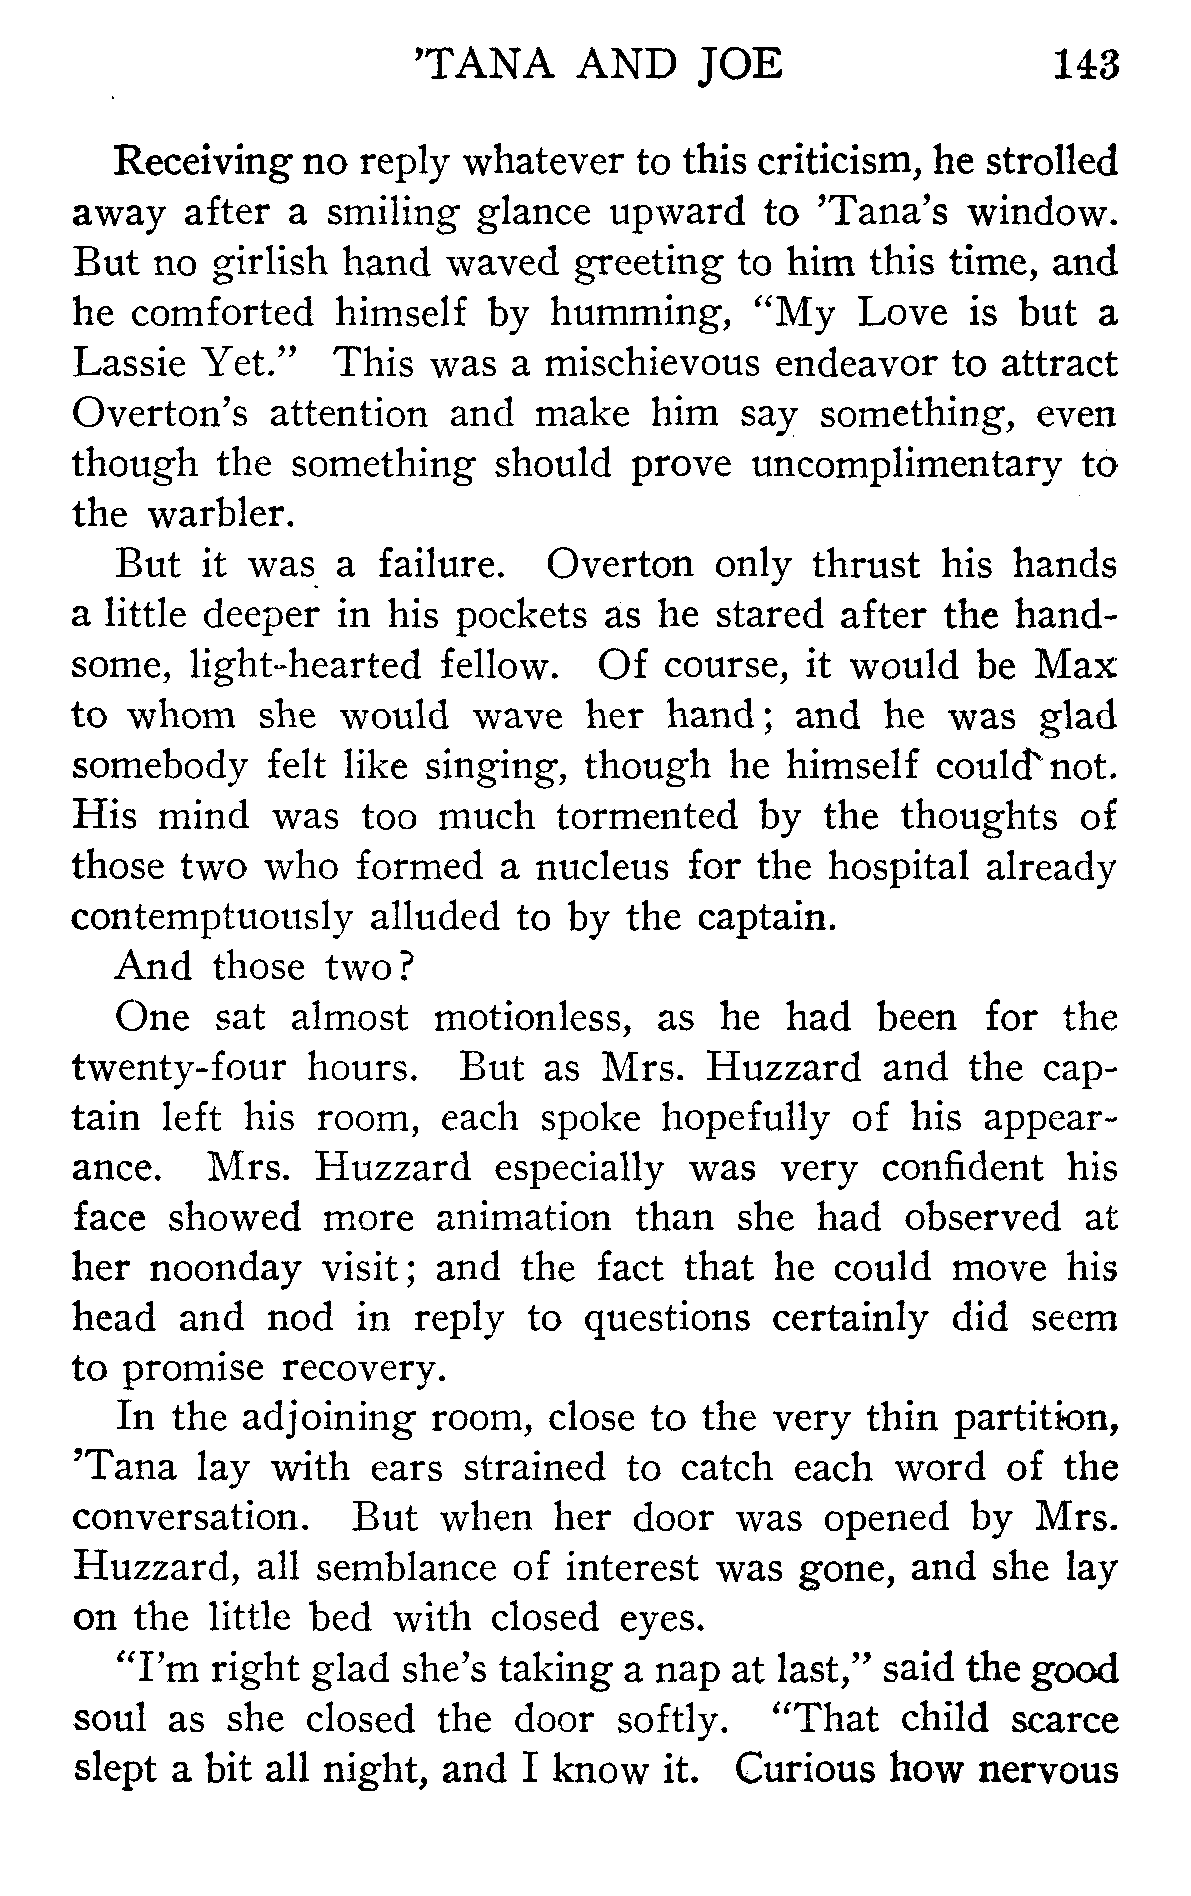 ’TANA AND JOE 143
Receiving no reply whatever to this criticism, he strolled
away after a smiling glance upward to ’Tana’s window.
But no girlish hand waved greeting to him this time, and
he comforted himself by humming, “My Love is but a
Lassie Yet.” This was a mischievous endeavor to attract
Overton’s attention and make him say something, even
though the something should prove uncomplimentary to
the warbler.
But it was a failure. Overton only thrust his hands
a little deeper in his pockets as he stared after the hand-
some, light-hearted fellow. Of course, it would be Max
to whom she would wave her hand; and he was glad
somebody felt like singing, though he himself could not.
His mind was too much tormented by the thoughts of
those two who formed a nucleus for the hospital already
contemptuously alluded to by the captain.
And those two?
One sat almost motionless, as he had been for the
twenty-four hours. But as Mrs. Huzzard and the cap-
tain left his room, each spoke hopefully of his appear-
ance. Mrs. Huzzard especially was very confident his
face showed more animation than she had observed at
her noonday visit; and the fact that he could move his
head and nod in reply to questions certainly did seem
to promise recovery.
In the adjoining room, close to the very thin partition,
’Tana lay with ears strained to catch each word of the
conversation. But when her door was opened by Mrs.
Huzzard, all semblance of interest was gone, and she lay
on the little bed with closed eyes.
“I’m right glad she’s taking a nap at last,” said the good
soul as she closed the door softly. “That child scarce
slept a bit all night, and I know it. Curious how nervous